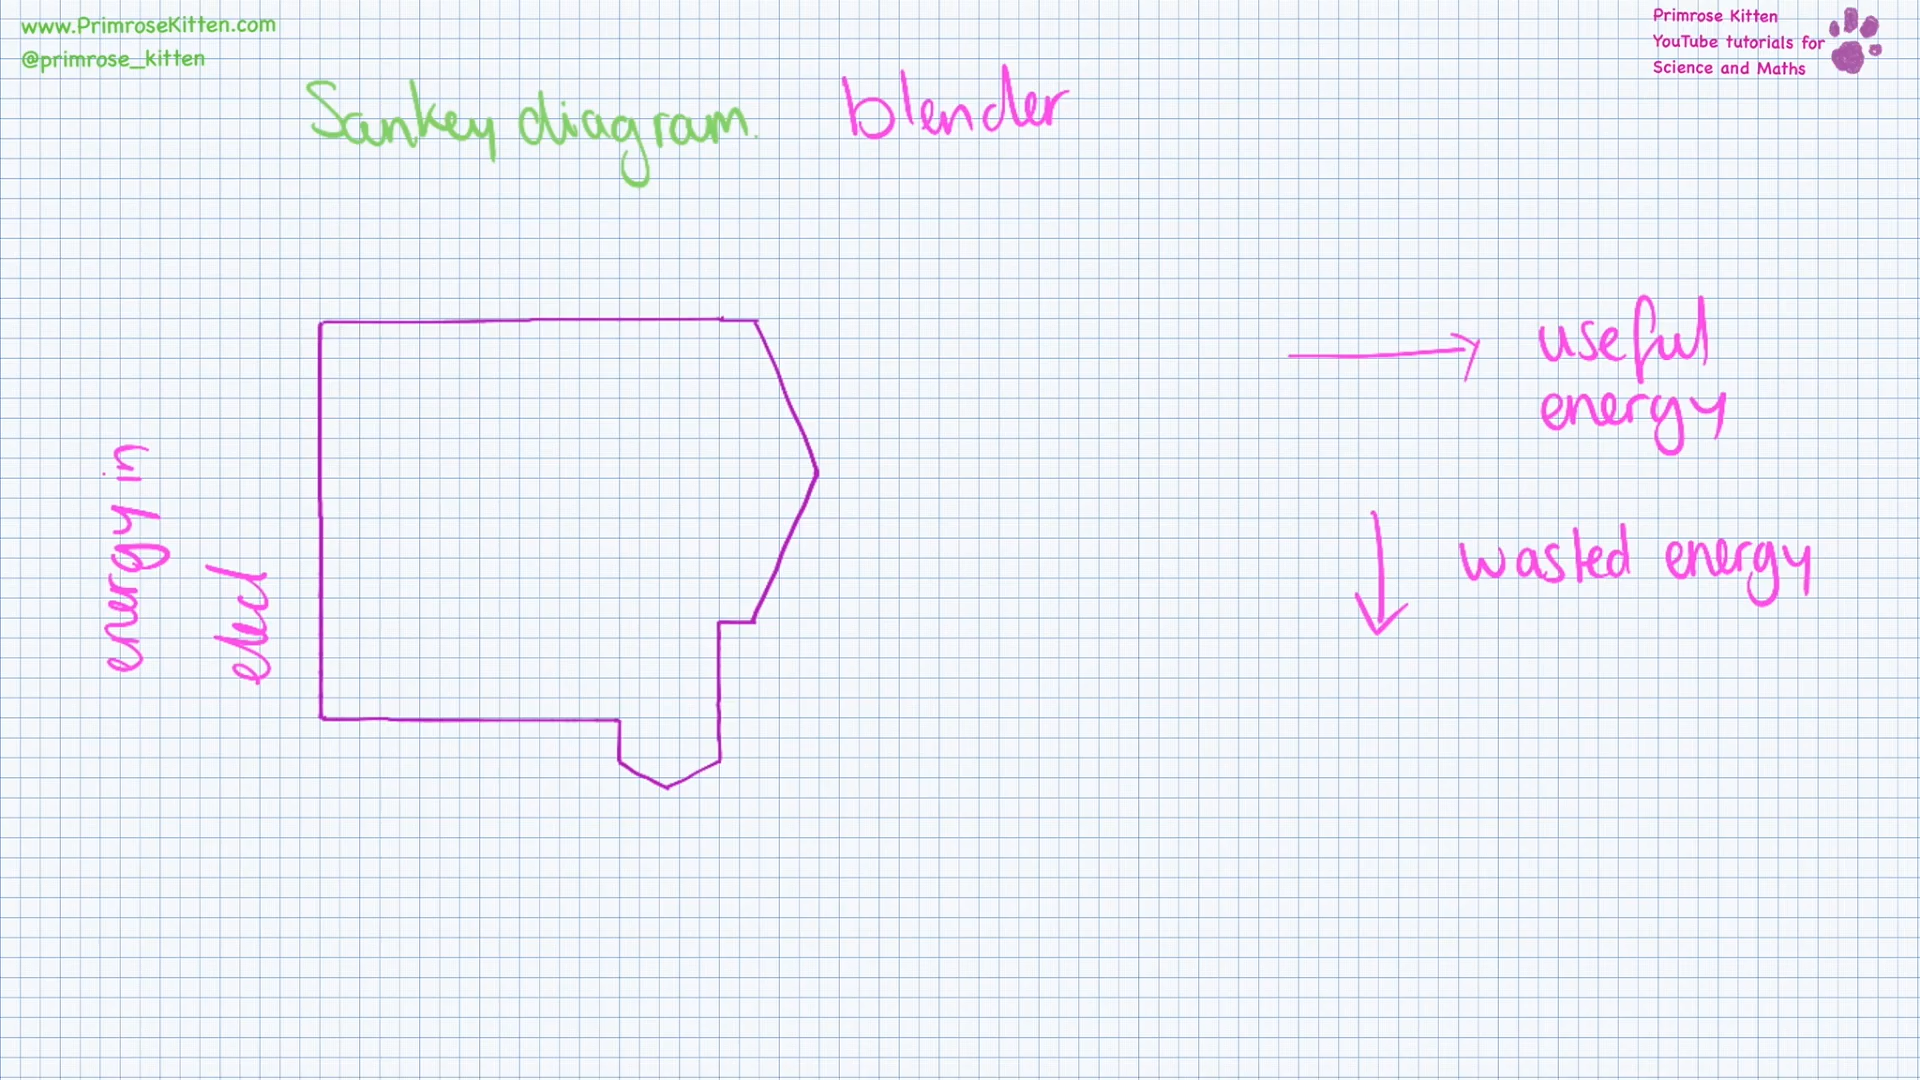 www.PrimroseKitten.com
@primrose_kitten
Primrose Kitten
YouTube tutorials for
Science and Maths
Sankey diagram.
blender
useful
energy
energy in
elect
wasted energy